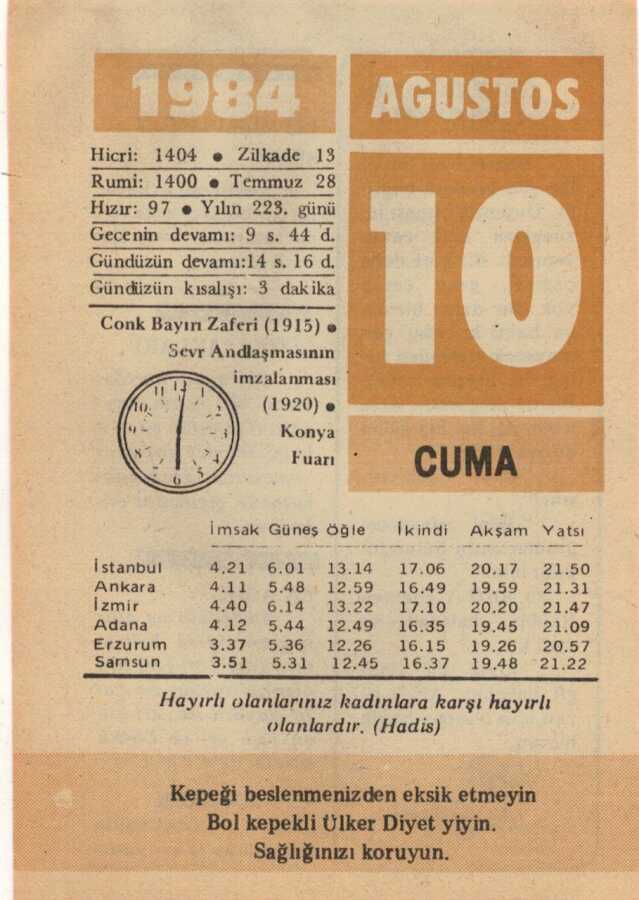 1984
AGUSTOS
Hicri: 1404 ● Zilkade 13
Rumi: 1400 ● Temmuz 28
Hızır: 97 ● Yılın 223. günü
Gecenin devamı: 9 s. 44 d.
Gündüzün devamı:14 s. 16 d.
Gündüzün kısalışı: 3 dakika
10
Conk Bayırı Zaferi (1915) ●
Sevr Andlaşmasının
imzalanması
(1920) ●
Konya
Fuarı
CUMA
İmsak Güneş Öğle İkindi Akşam Yatsı
İstanbul 4.21 6.01 13.14 17.06 20.17 21.50
Ankara 4.11 5.48 12.59 16.49 19.59 21.31
İzmir 4.40 6.14 13.22 17.10 20.20 21.47
Adana 4.12 5.44 12.49 16.35 19.45 21.09
Erzurum 3.37 5.36 12.26 16.15 19.26 20.57
Samsun 3.51 5.31 12.45 16.37 19.48 21.22
Hayırlı olanlarınız kadınlara karşı hayırlı
olanlardır. (Hadis)
Kepeği beslenmenizden eksik etmeyin
Bol kepekli Ülker Diyet yiyin.
Sağlığınızı koruyun.